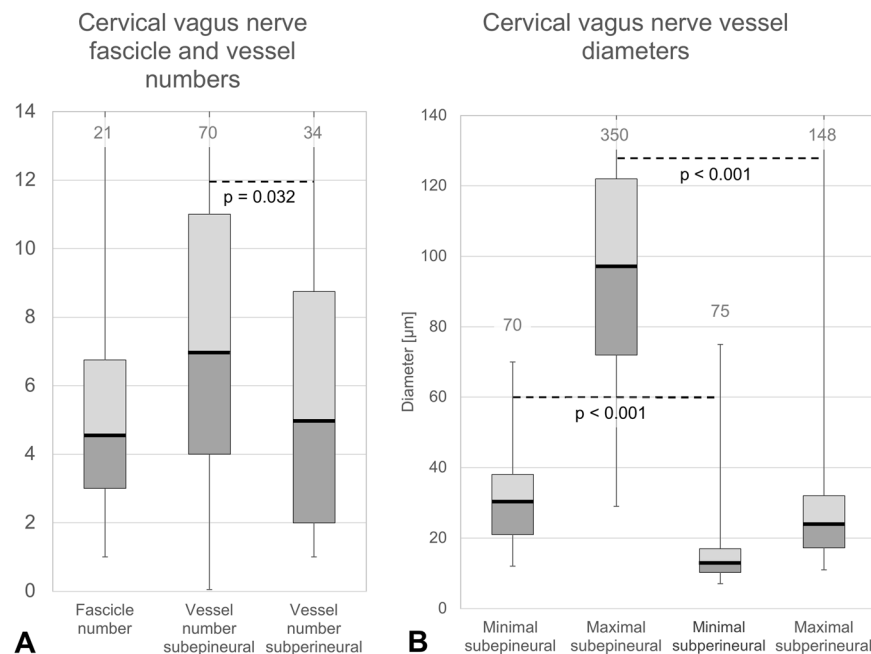 Cervical vagus nerve
fascicle and vessel
numbers
14
12
10
8
6
4
2
0
21
70
34
p = 0.032
Fascicle
number
Vessel
number
subepineural
Vessel
number
subperineural
A
Cervical vagus nerve vessel
diameters
Diameter [µm]
140
120
100
80
60
40
20
0
70
350
75
148
p < 0.001
p < 0.001
Minimal
subepineural
Maximal
subepineural
Minimal
subperineural
Maximal
subperineural
B